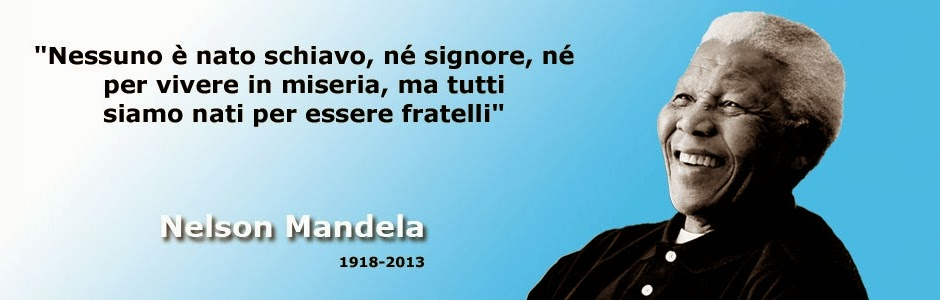 "Nessuno è nato schiavo, né signore, né
per vivere in miseria, ma tutti
siamo nati per essere fratelli"
Nelson Mandela
1918-2013